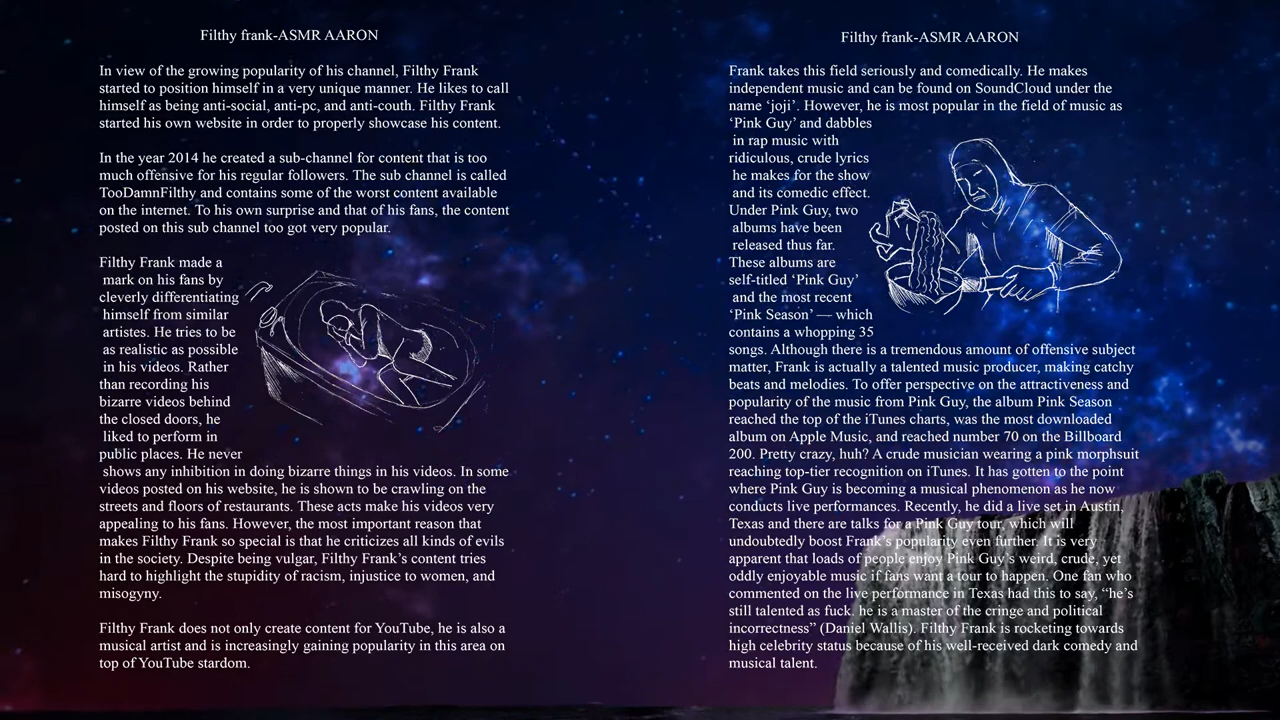 Filthy frank-ASMR AARON
In view of the growing popularity of his channel, Filthy Frank
started to position himself in a very unique manner. He likes to call
himself as being anti-social, anti-pc, and anti-couth. Filthy Frank
started his own website in order to properly showcase his content.
In the year 2014 he created a sub-channel for content that is too
much offensive for his regular followers. The sub channel is called
TooDamnFilthy and contains some of the worst content available
on the internet. To his own surprise and that of his fans, the content
posted on this sub channel too got very popular.
Filthy Frank made a
mark on his fans by
cleverly differentiating
himself from similar
artistes. He tries to be
as realistic as possible
in his videos. Rather
than recording his
bizarre videos behind
the closed doors, he
liked to perform in
public places. He never
shows any inhibition in doing bizarre things in his videos. In some
videos posted on his website, he is shown to be crawling on the
streets and floors of restaurants. These acts make his videos very
appealing to his fans. However, the most important reason that
makes Filthy Frank so special is that he criticizes all kinds of evils
in the society. Despite being vulgar, Filthy Frank's content tries
hard to highlight the stupidity of racism, injustice to women, and
misogyny.
Filthy Frank does not only create content for YouTube, he is also a
musical artist and is increasingly gaining popularity in this area on
top of YouTube stardom.
Filthy frank-ASMR AARON
Frank takes this field seriously and comedically. He makes
independent music and can be found on SoundCloud under the
name ‘joji’. However, he is most popular in the field of music as
‘Pink Guy’ and dabbles
in rap music with
ridiculous, crude lyrics
he makes for the show
and its comedic effect.
Under Pink Guy, two
albums have been
released thus far.
These albums are
self-titled ‘Pink Guy’
and the most recent
‘Pink Season’ — which
contains a whopping 35
songs. Although there is a tremendous amount of offensive subject
matter, Frank is actually a talented music producer, making catchy
beats and melodies. To offer perspective on the attractiveness and
popularity of the music from Pink Guy, the album Pink Season
reached the top of the iTunes charts, was the most downloaded
album on Apple Music, and reached number 70 on the Billboard
200. Pretty crazy, huh? A crude musician wearing a pink morphsuit
reaching top-tier recognition on iTunes. It has gotten to the point
where Pink Guy is becoming a musical phenomenon as he now
conducts live performances. Recently, he did a live set in Austin,
Texas and there are talks for a Pink Guy tour, which will
undoubtedly boost Frank's popularity even further. It is very
apparent that loads of people enjoy Pink Guy's weird, crude, yet
oddly enjoyable music if fans want a tour to happen. One fan who
commented on the live performance in Texas had this to say, “he's
still talented as fuck. he is a master of the cringe and political
incorrectness” (Daniel Wallis). Filthy Frank is rocketing towards
high celebrity status because of his well-received dark comedy and
musical talent.